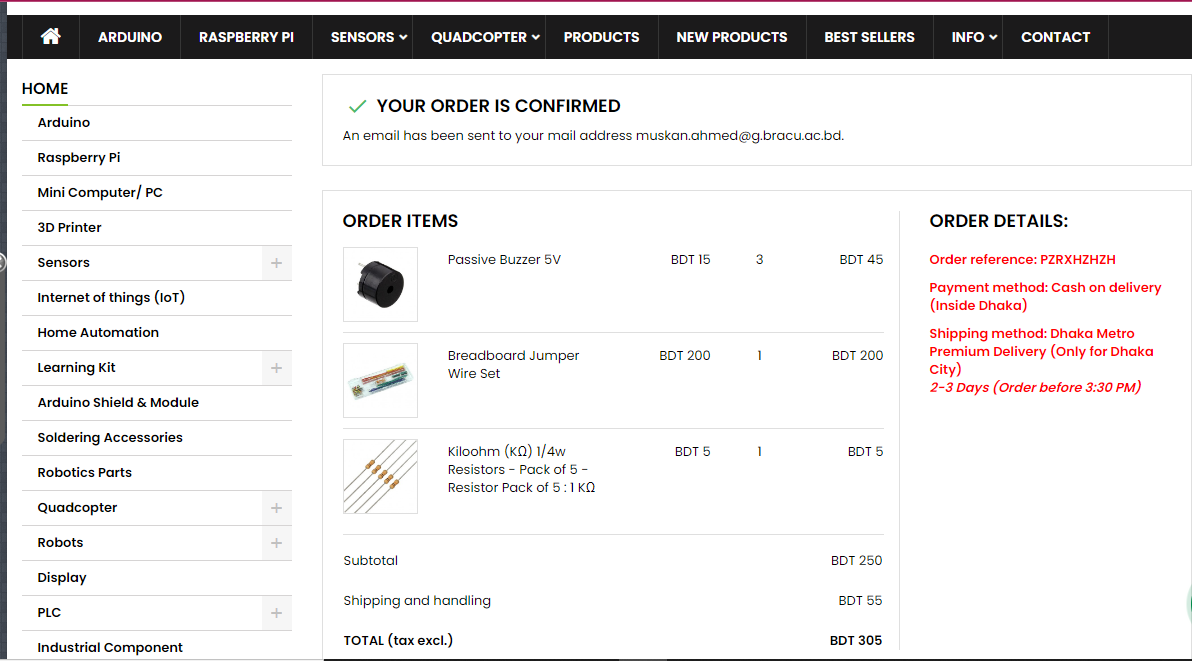 ARDUINO RASPBERRY PI SENSORS QUADCOPTER PRODUCTS NEW PRODUCTS BEST SELLERS INFO CONTACT
HOME
Arduino
Raspberry Pi
Mini Computer/ PC
3D Printer
Sensors +
Internet of things (IoT)
Home Automation
Learning Kit +
Arduino Shield & Module
Soldering Accessories
Robotics Parts
Quadcopter +
Robots +
Display
PLC +
Industrial Component
YOUR ORDER IS CONFIRMED
An email has been sent to your mail address muskan.ahmed@g.bracu.ac.bd.
ORDER ITEMS
Passive Buzzer 5V BDT 15 3 BDT 45
Breadboard Jumper BDT 200 1 BDT 200
Wire Set
Kiloohm (KΩ) 1/4w BDT 5 1 BDT 5
Resistors - Pack of 5 -
Resistor Pack of 5 : 1 KΩ
Subtotal BDT 250
Shipping and handling BDT 55
TOTAL (tax excl.) BDT 305
ORDER DETAILS:
Order reference: PZRXHZHZH
Payment method: Cash on delivery
(Inside Dhaka)
Shipping method: Dhaka Metro
Premium Delivery (Only for Dhaka
City)
2-3 Days (Order before 3:30 PM)